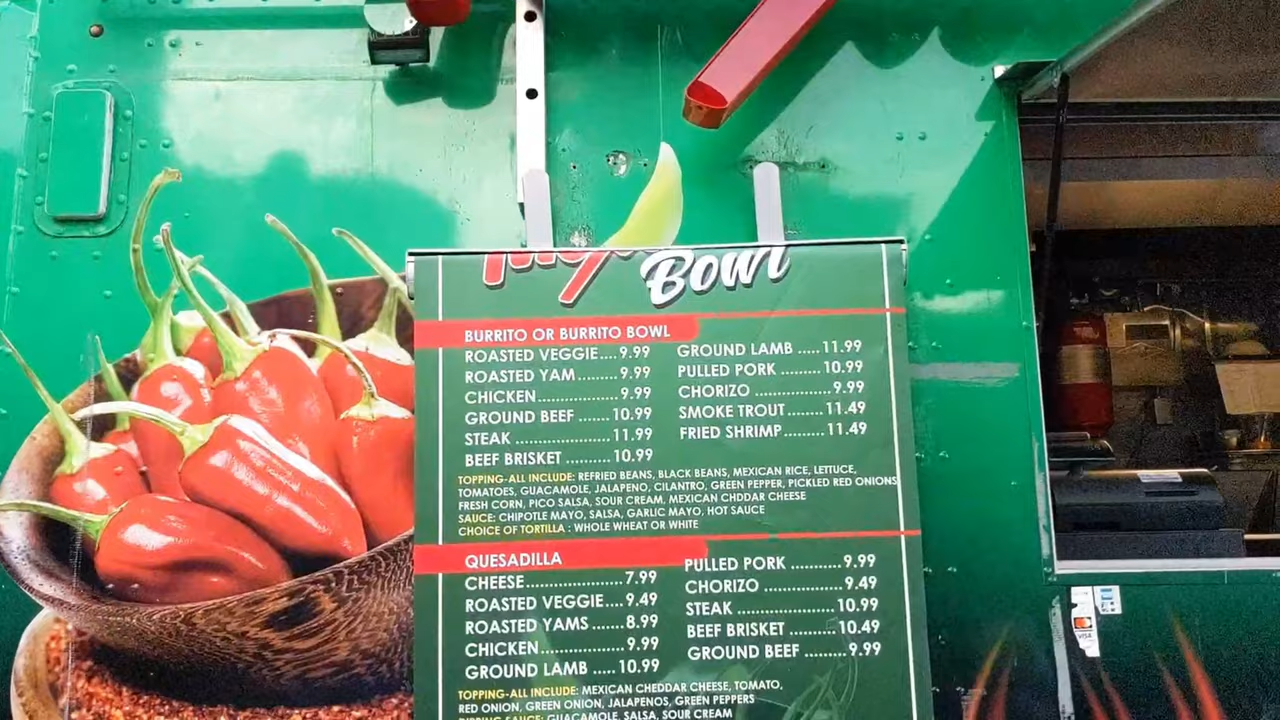 Bowl
BURRITO OR BURRITO BOWL
ROASTED VEGGIE....9.99
ROASTED YAM.........9.99
CHICKEN...................9.99
GROUND BEEF .......10.99
STEAK ......................11.99
BEEF BRISKET ..........10.99
GROUND LAMB .....11.99
PULLED PORK .........10.99
CHORIZO ...................9.99
SMOKE TROUT........11.49
FRIED SHRIMP.........11.49
TOPPING-ALL INCLUDE: REFRIED BEANS, BLACK BEANS, MEXICAN RICE, LETTUCE,
TOMATOES, GUACAMOLE, JALAPENO, CILANTRO, GREEN PEPPER, PICKLED RED ONIONS
FRESH CORN, PICO SALSA, SOUR CREAM, MEXICAN CHDDAR CHEESE
SAUCE: CHIPOTLE MAYO, SALSA, GARLIC MAYO, HOT SAUCE
CHOICE OF TORTILLA : WHOLE WHEAT OR WHITE
QUESADILLA
CHEESE.......................7.99
ROASTED VEGGIE....9.49
ROASTED YAMS.......8.99
CHICKEN...................9.99
GROUND LAMB .....10.99
PULLED PORK ...........9.99
CHORIZO .................9.49
STEAK ......................10.99
BEEF BRISKET ..........10.49
GROUND BEEF .........9.99
TOPPING-ALL INCLUDE: MEXICAN CHEDDAR CHEESE, TOMATO,
RED ONION, GREEN ONION, JALAPENOS, GREEN PEPPERS
DIPPING SAUCE: GUACAMOLE, SALSA, SOUR CREAM
VISA